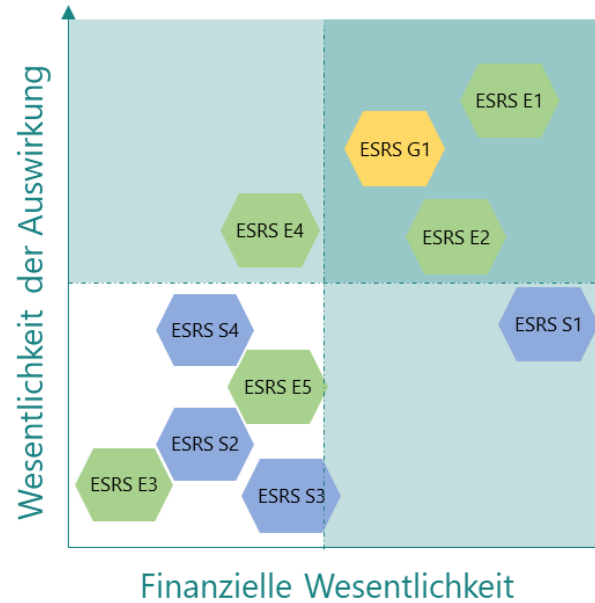 Wesentlichkeit der Auswirkung
ESRS E1
ESRS G1
ESRS E4
ESRS E2
ESRS S4
ESRS S1
ESRS E5
ESRS S2
ESRS E3
ESRS S3
Finanzielle Wesentlichkeit